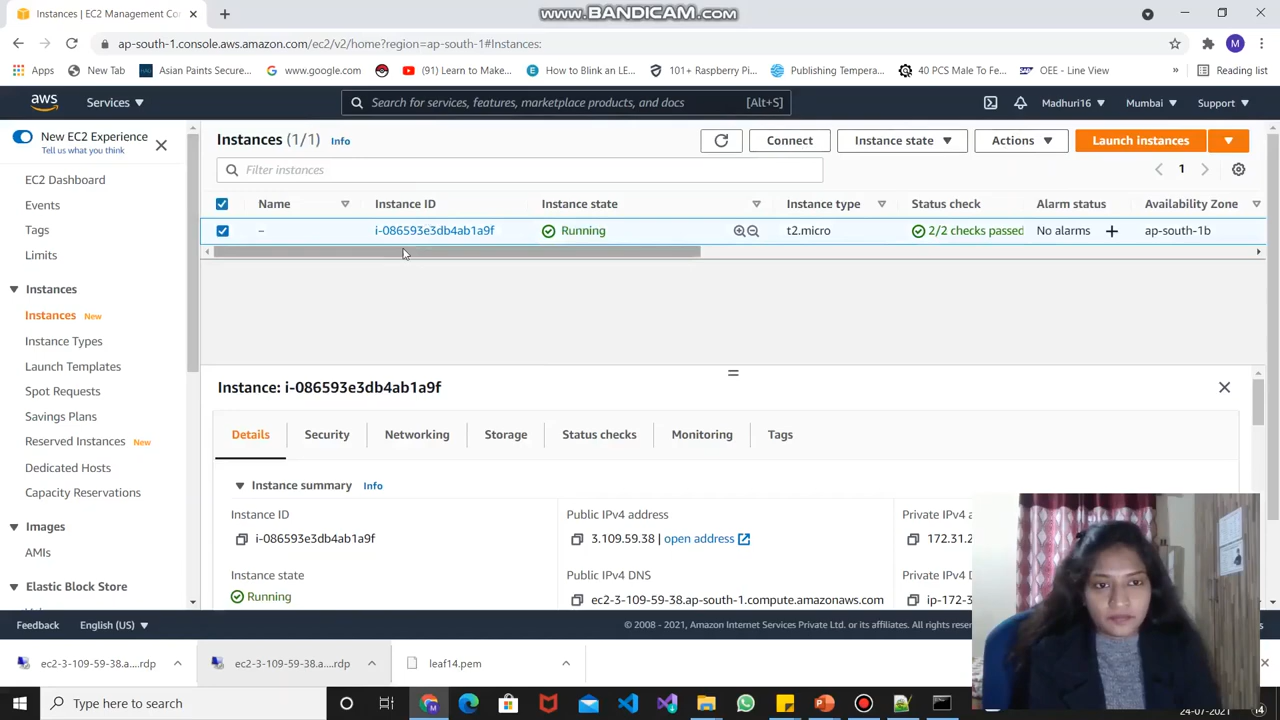 Instances | EC2 Management Co
www.BANDICAM.com
ap-south-1.console.aws.amazon.com/ec2/v2/home?region=ap-south-1#Instances:
M
Apps
New Tab
Asian Paints Secure...
www.google.com
(91) Learn to Make...
How to Blink an LE...
101+ Raspberry Pi...
Publishing Tempera...
40 PCS Male To Fe...
OEE - Line View
»
Reading list
aws
Services
Search for services, features, marketplace products, and docs
[Alt+S]
Madhuri16
Mumbai
Support
New EC2 Experience
Tell us what you think
EC2 Dashboard
Events
Tags
Limits
Instances
Instances New
Instance Types
Launch Templates
Spot Requests
Savings Plans
Reserved Instances New
Dedicated Hosts
Capacity Reservations
Images
AMIs
Elastic Block Store
Instances (1/1) Info
Connect
Instance state
Actions
Launch instances
Filter instances
1
Name
Instance ID
Instance state
Instance type
Status check
Alarm status
Availability Zone
–
i-086593e3db4ab1a9f
Running
t2.micro
2/2 checks passed
No alarms
ap-south-1b
Instance: i-086593e3db4ab1a9f
Details
Security
Networking
Storage
Status checks
Monitoring
Tags
Instance summary Info
Instance ID
i-086593e3db4ab1a9f
Instance state
Running
Public IPv4 address
3.109.59.38 | open address
Public IPv4 DNS
ec2-3-109-59-38.ap-south-1.compute.amazonaws.com
Private IPv4 a
172.31.2
Private IPv4 D
ip-172-3
Feedback
English (US)
© 2008 - 2021, Amazon Internet Services Private Ltd. or its affiliates. All rights reserved.
ec2-3-109-59-38.a....rdp
ec2-3-109-59-38.a....rdp
leaf14.pem
Type here to search
24-07-2021
14